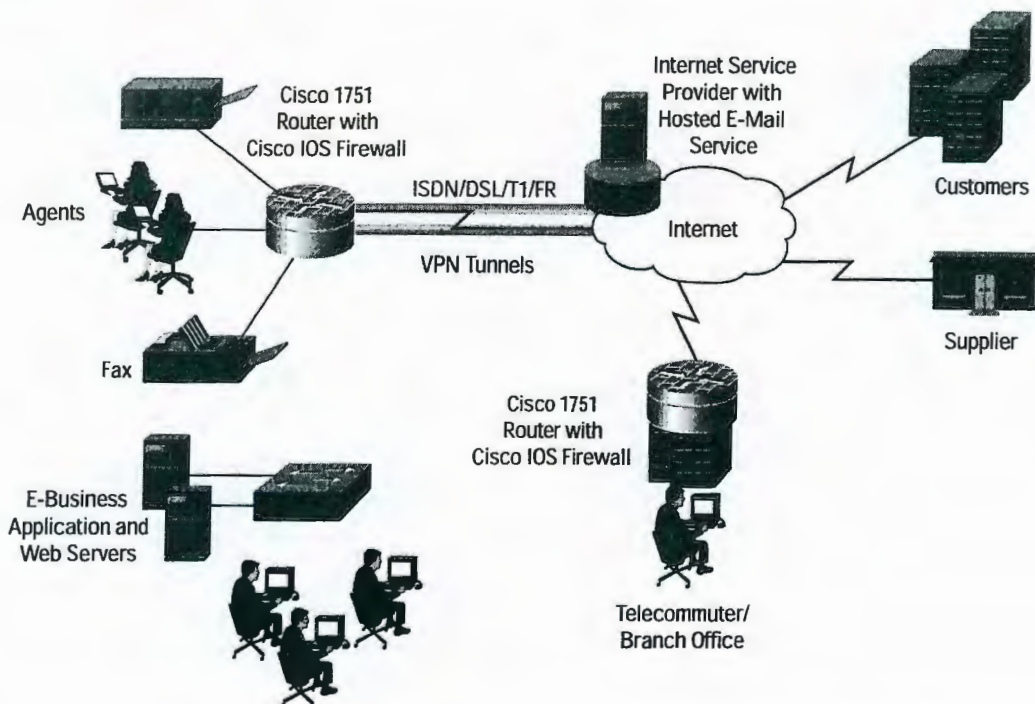 Cisco 1751
Router with
Cisco IOS Firewall
Internet Service
Provider with
Hosted E-Mail
Service
Customers
Agents
ISDN/DSL/T1/FR
Internet
VPN Tunnels
Supplier
Fax
Cisco 1751
Router with
Cisco IOS Firewall
E-Business
Application and
Web Servers
Telecommuter/
Branch Office